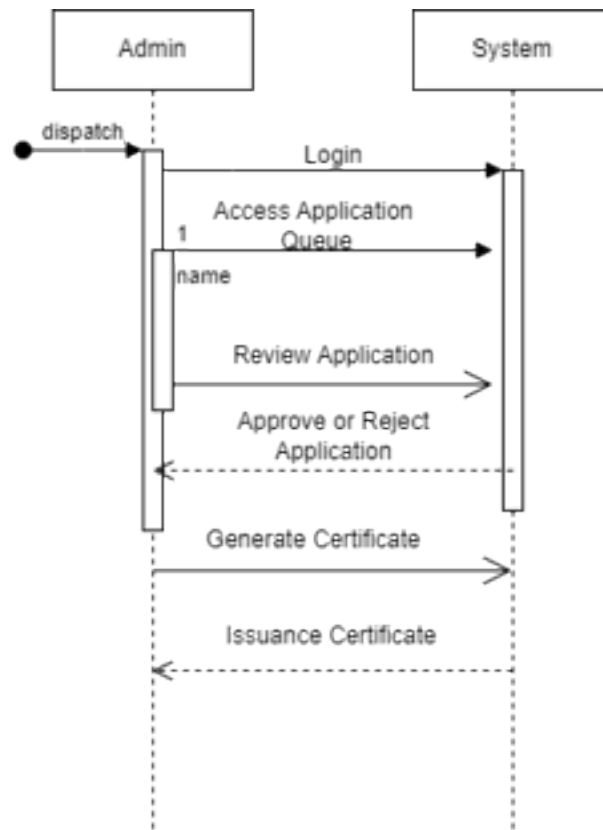 Admin
System
dispatch
Login
Access Application
1
Queue
name
Review Application
Approve or Reject
Application
Generate Certificate
Issuance Certificate